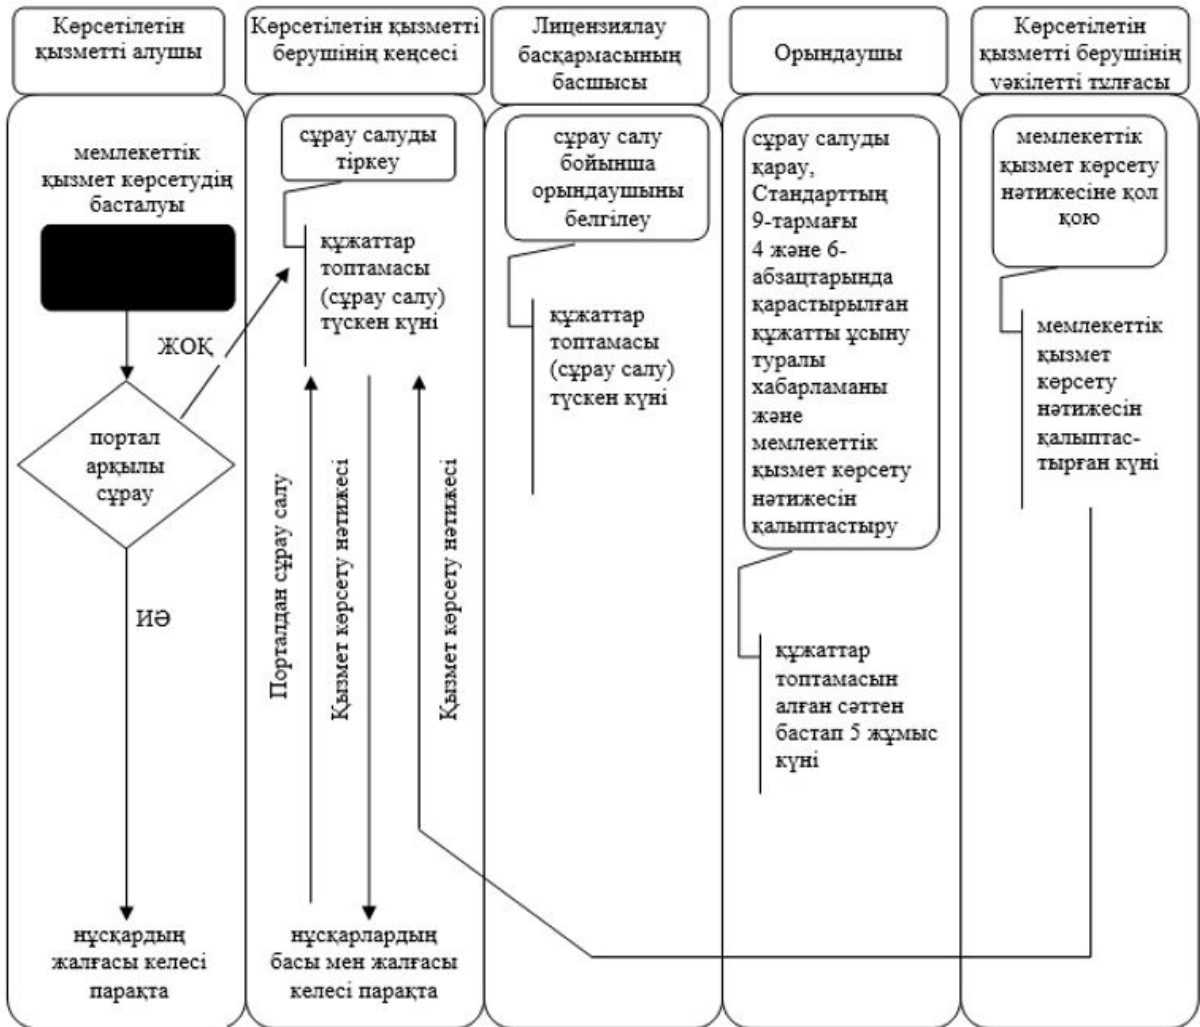 Көрсетілетін
қызметті алушы
Көрсетілетін қызметті
берушінің кеңсесі
Лицензиялау
басқармасының
басшысы
Орындаушы
Көрсетілетін
қызметті берушінің
уәкілетті тұлғасы
мемлекеттік
қызмет көрсетудің
басталуы
ЖОҚ
портал
арқылы
сұрау
ИӘ
нұсқардың
жалғасы келесі
парақта
сұрау салуды
тіркеу
құжаттар
топтамасы
(сұрау салу)
түскен күні
Порталдан сұрау салу
Қызмет көрсету нәтижесі
Қызмет көрсету нәтижесі
нұсқарлардың
басы мен жалғасы
келесі парақта
сұрау салу
бойынша
орындаушыны
белгілеу
құжаттар
топтамасы
(сұрау салу)
түскен күні
сұрау салуды
қарау,
Стандарттың
9-тармағы
4 және 6-
абзацтарында
қарастырылған
құжатты ұсыну
туралы
хабарламаны
және
мемлекеттік
қызмет көрсету
нәтижесін
қалыптастыру
құжаттар
топтамасын
алған сәттен
бастап 5 жұмыс
күні
мемлекеттік
қызмет көрсету
нәтижесіне қол
қою
мемлекеттік
қызмет
көрсету
нәтижесін
қалыптас-
тырған күні